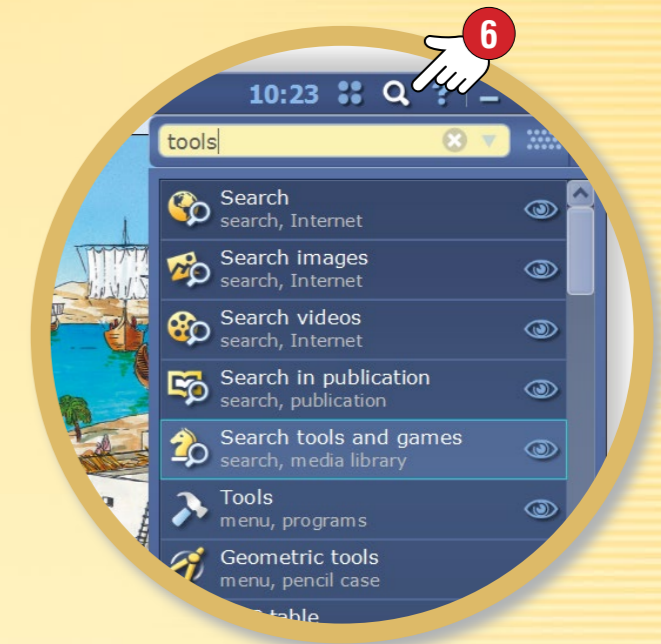 6
10:23 ?
tools
Search
search, Internet
Search images
search, Internet
Search videos
search, Internet
Search in publication
search, publication
Search tools and games
search, media library
Tools
menu, programs
Geometric tools
menu, pencil case
table